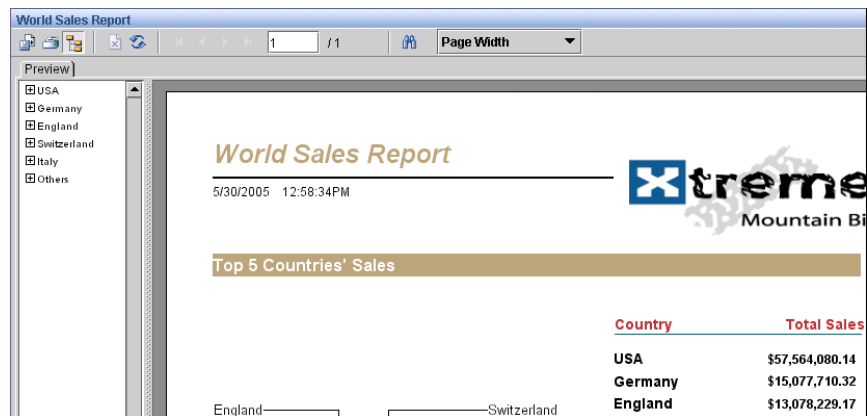 World Sales Report
1 / 1 Page Width
Preview
USA
Germany
England
Switzerland
Italy
Others
World Sales Report
5/30/2005 12:58:34PM
Xtreme
Mountain Bi
Top 5 Countries' Sales
Country Total Sales
USA $57,564,080.14
Germany $15,077,710.32
England $13,078,229.17
England Switzerland